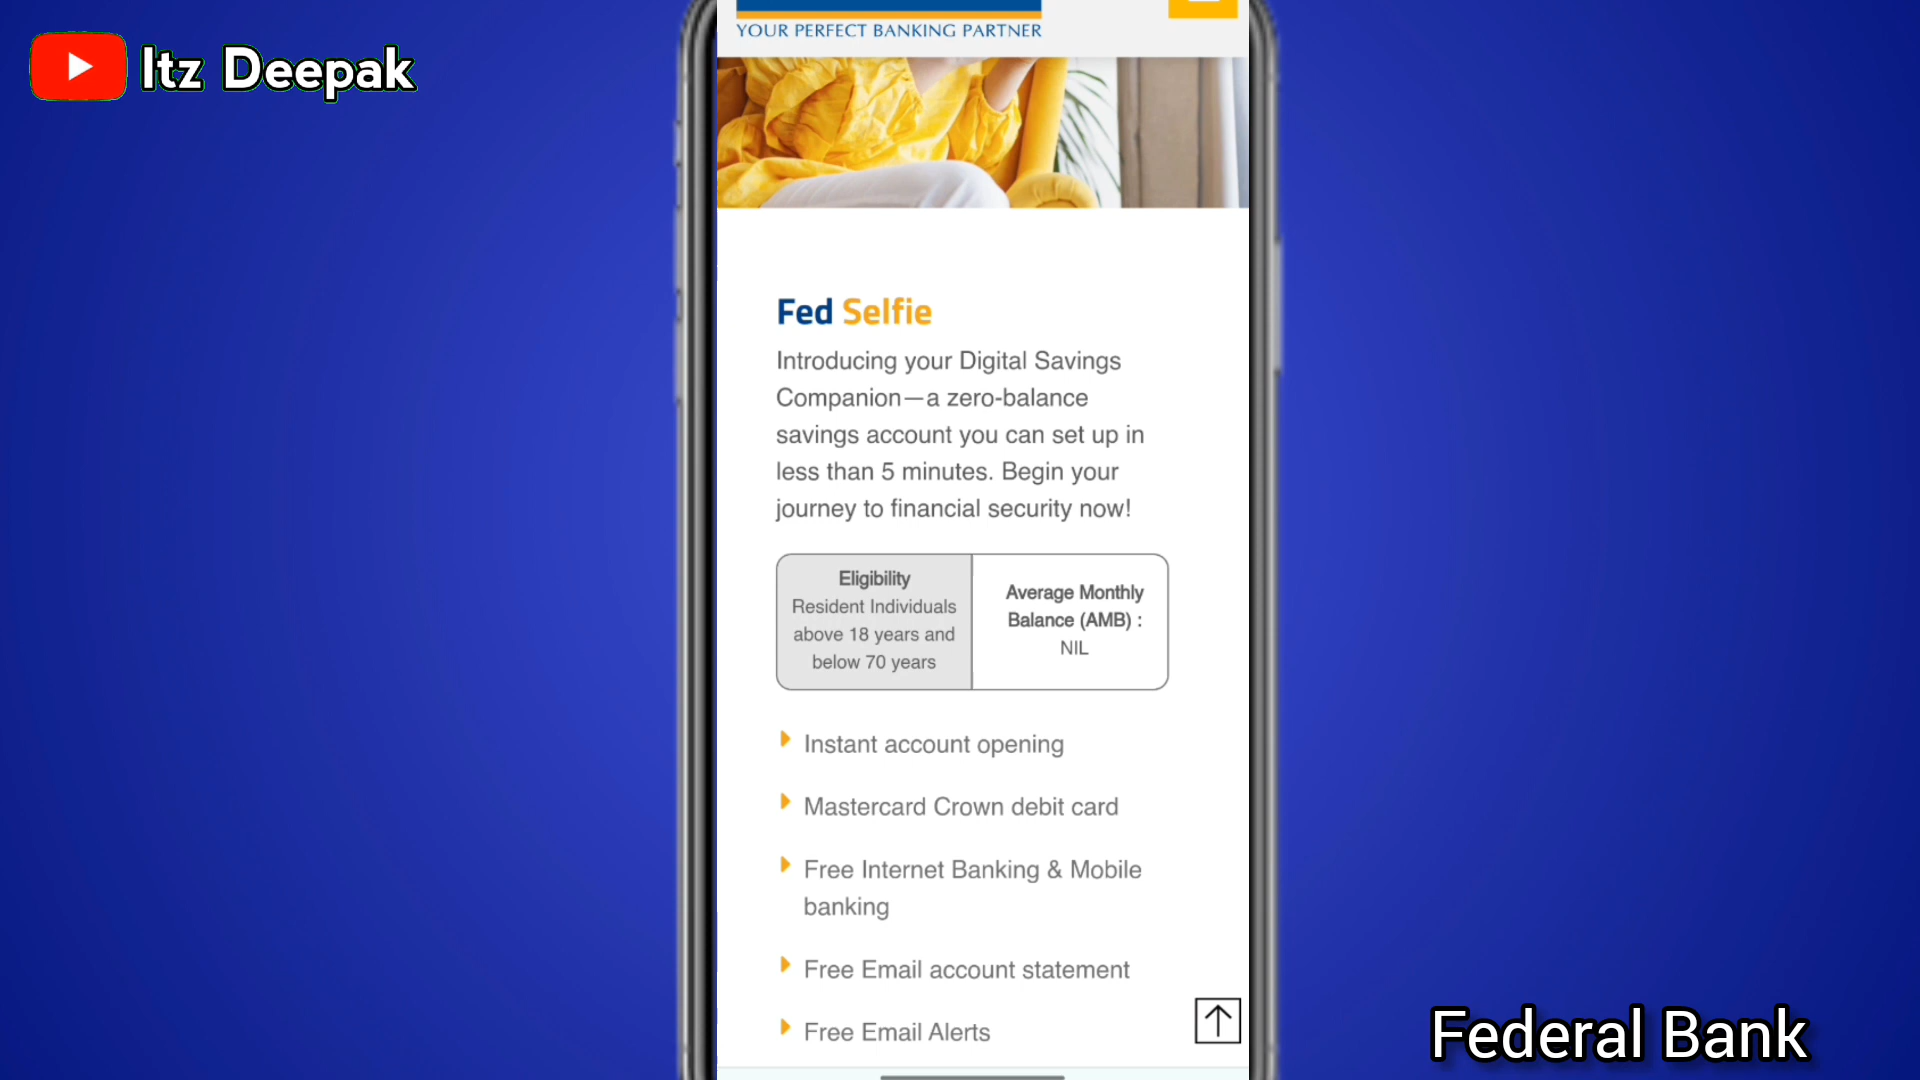 Itz Deepak
YOUR PERFECT BANKING PARTNER
Fed Selfie
Introducing your Digital Savings
Companion—a zero-balance
savings account you can set up in
less than 5 minutes. Begin your
journey to financial security now!
Eligibility
Resident Individuals
above 18 years and
below 70 years
Average Monthly
Balance (AMB) :
NIL
Instant account opening
Mastercard Crown debit card
Free Internet Banking & Mobile
banking
Free Email account statement
Free Email Alerts
Federal Bank